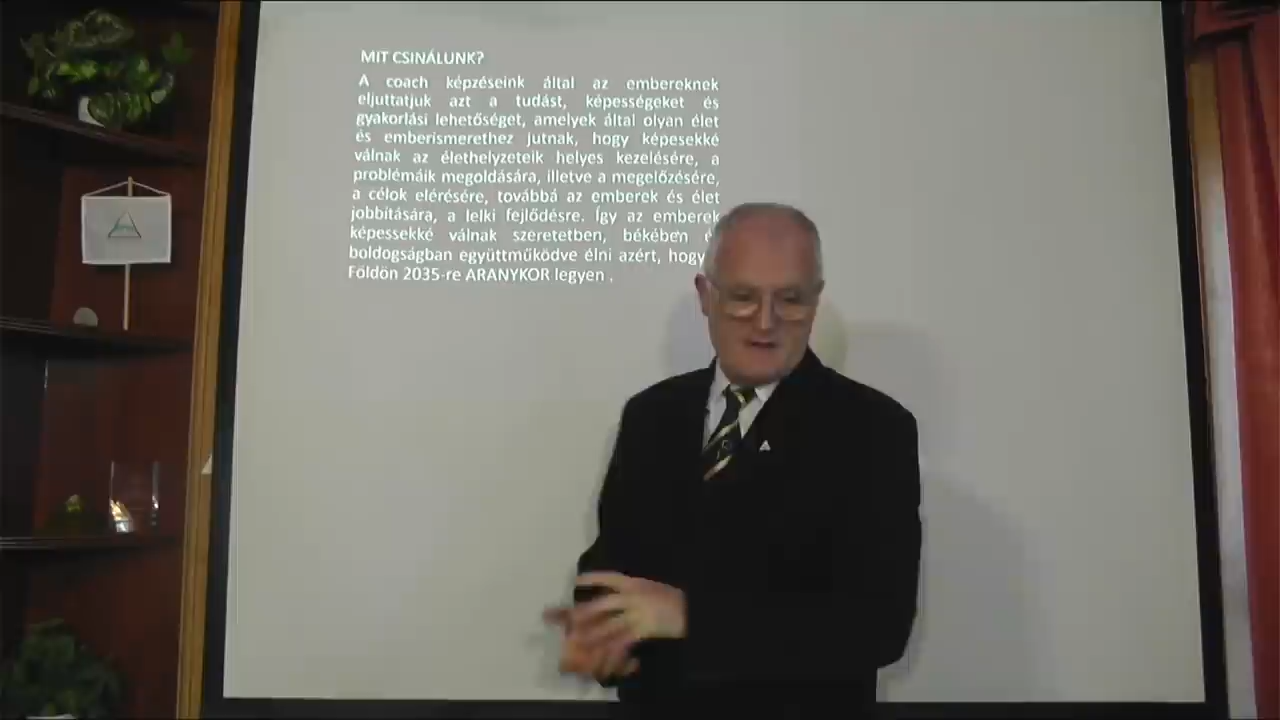 MIT CSINÁLUNK?
A coach képzéseink által az embereknek
eljuttatjuk azt a tudást, képességeket és
gyakorlási lehetőséget, amelyek által olyan élet
és emberismerethez jutnak, hogy képesekké
válnak az élethelyzeteik helyes kezelésére, a
problémáik megoldására, illetve a megelőzésére,
a célok elérésére, továbbá az emberek és élet
jobbítására, a lelki fejlődésre. Így az emberek
képessekké válnak szeretetben, békében
boldogságban együttműködve élni azért, hogy
Földön 2035-re ARANYKOR legyen .